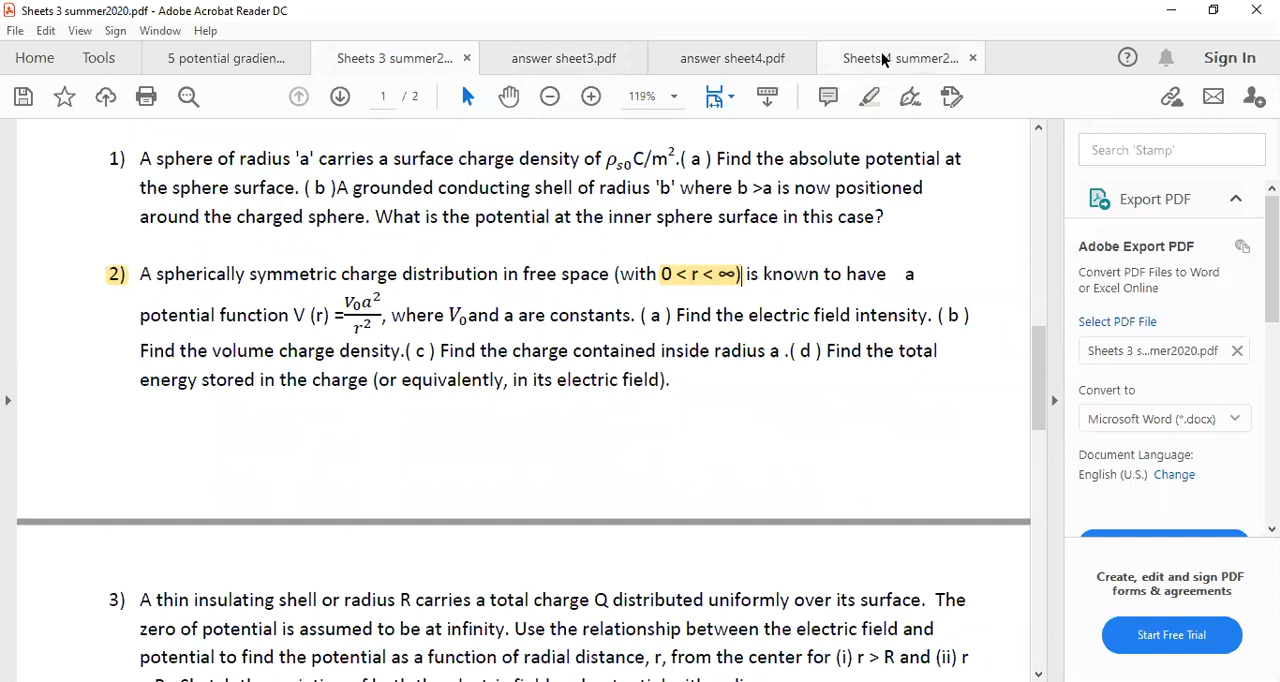 Sheets 3 summer2020.pdf - Adobe Acrobat Reader DC
File Edit View Sign Window Help
Home Tools 5 potential gradien... Sheets 3 summer2... × answer sheet3.pdf answer sheet4.pdf Sheets 4 summer2... × Sign In
1 / 2 119%
1) A sphere of radius 'a' carries a surface charge density of ρₛ₀C/m².( a ) Find the absolute potential at
the sphere surface. ( b )A grounded conducting shell of radius 'b' where b >a is now positioned
around the charged sphere. What is the potential at the inner sphere surface in this case?
2) A spherically symmetric charge distribution in free space (with 0 < r < ∞) is known to have a
potential function V (r) =V₀a²/r², where V₀and a are constants. ( a ) Find the electric field intensity. ( b )
Find the volume charge density.( c ) Find the charge contained inside radius a .( d ) Find the total
energy stored in the charge (or equivalently, in its electric field).
3) A thin insulating shell or radius R carries a total charge Q distributed uniformly over its surface. The
zero of potential is assumed to be at infinity. Use the relationship between the electric field and
potential to find the potential as a function of radial distance, r, from the center for (i) r > R and (ii) r
Search 'Stamp'
Export PDF
Adobe Export PDF
Convert PDF Files to Word
or Excel Online
Select PDF File
Sheets 3 s...mer2020.pdf ×
Convert to
Microsoft Word (*.docx)
Document Language:
English (U.S.) Change
Create, edit and sign PDF
forms & agreements
Start Free Trial